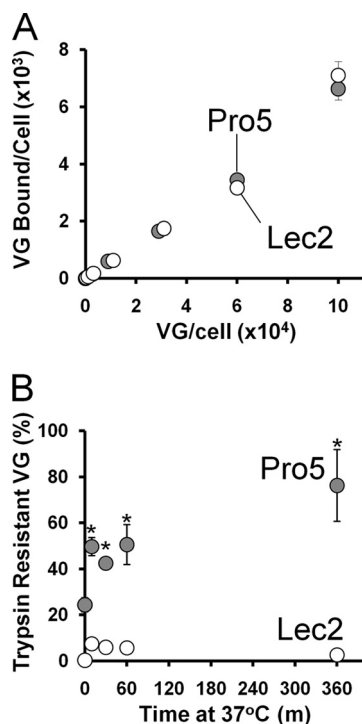 A
VG Bound/Cell (x10³)
8
6
4
2
0
Pro5
Lec2
0 2 4 6 8 10
VG/cell (x10⁴)
B
Trypsin Resistant VG (%)
100
80
60
40
20
0
* * * *
Pro5
Lec2
0 60 120 180 240 300 360
Time at 37°C (m)